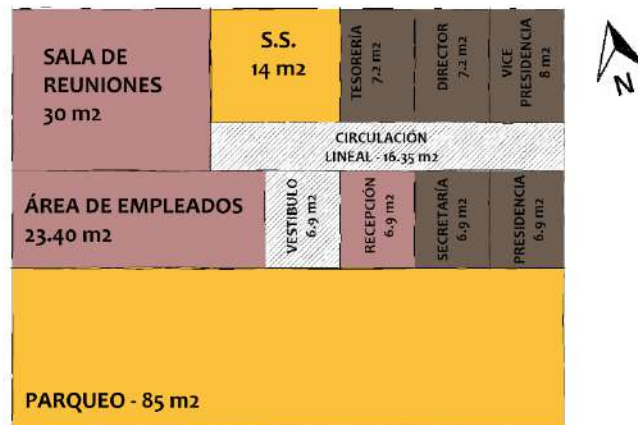 SALA DE
REUNIONES
30 m2
S.S.
14 m2
TESORERÍA
7.2 m2
DIRECTOR
7.2 m2
VICE
PRESIDENCIA
8 m2
CIRCULACIÓN
LINEAL - 16.35 m2
ÁREA DE EMPLEADOS
23.40 m2
VESTIBULO
6.9 m2
RECEPCIÓN
6.9 m2
SECRETARÍA
6.9 m2
PRESIDENCIA
6.9 m2
PARQUEO - 85 m2
N